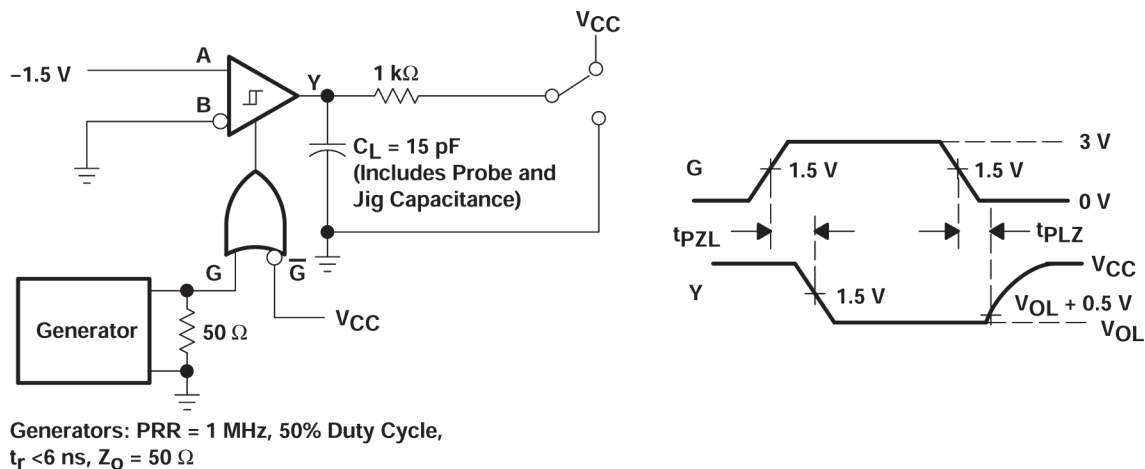 VCC
A
–1.5 V
Y
1 kΩ
B
CL = 15 pF
(Includes Probe and
Jig Capacitance)
G
G̅
Generator
50 Ω
VCC
Generators: PRR = 1 MHz, 50% Duty Cycle,
tr <6 ns, ZO = 50 Ω
3 V
G
1.5 V
1.5 V
0 V
tPZL
tPLZ
VCC
Y
1.5 V
VOL + 0.5 V
VOL